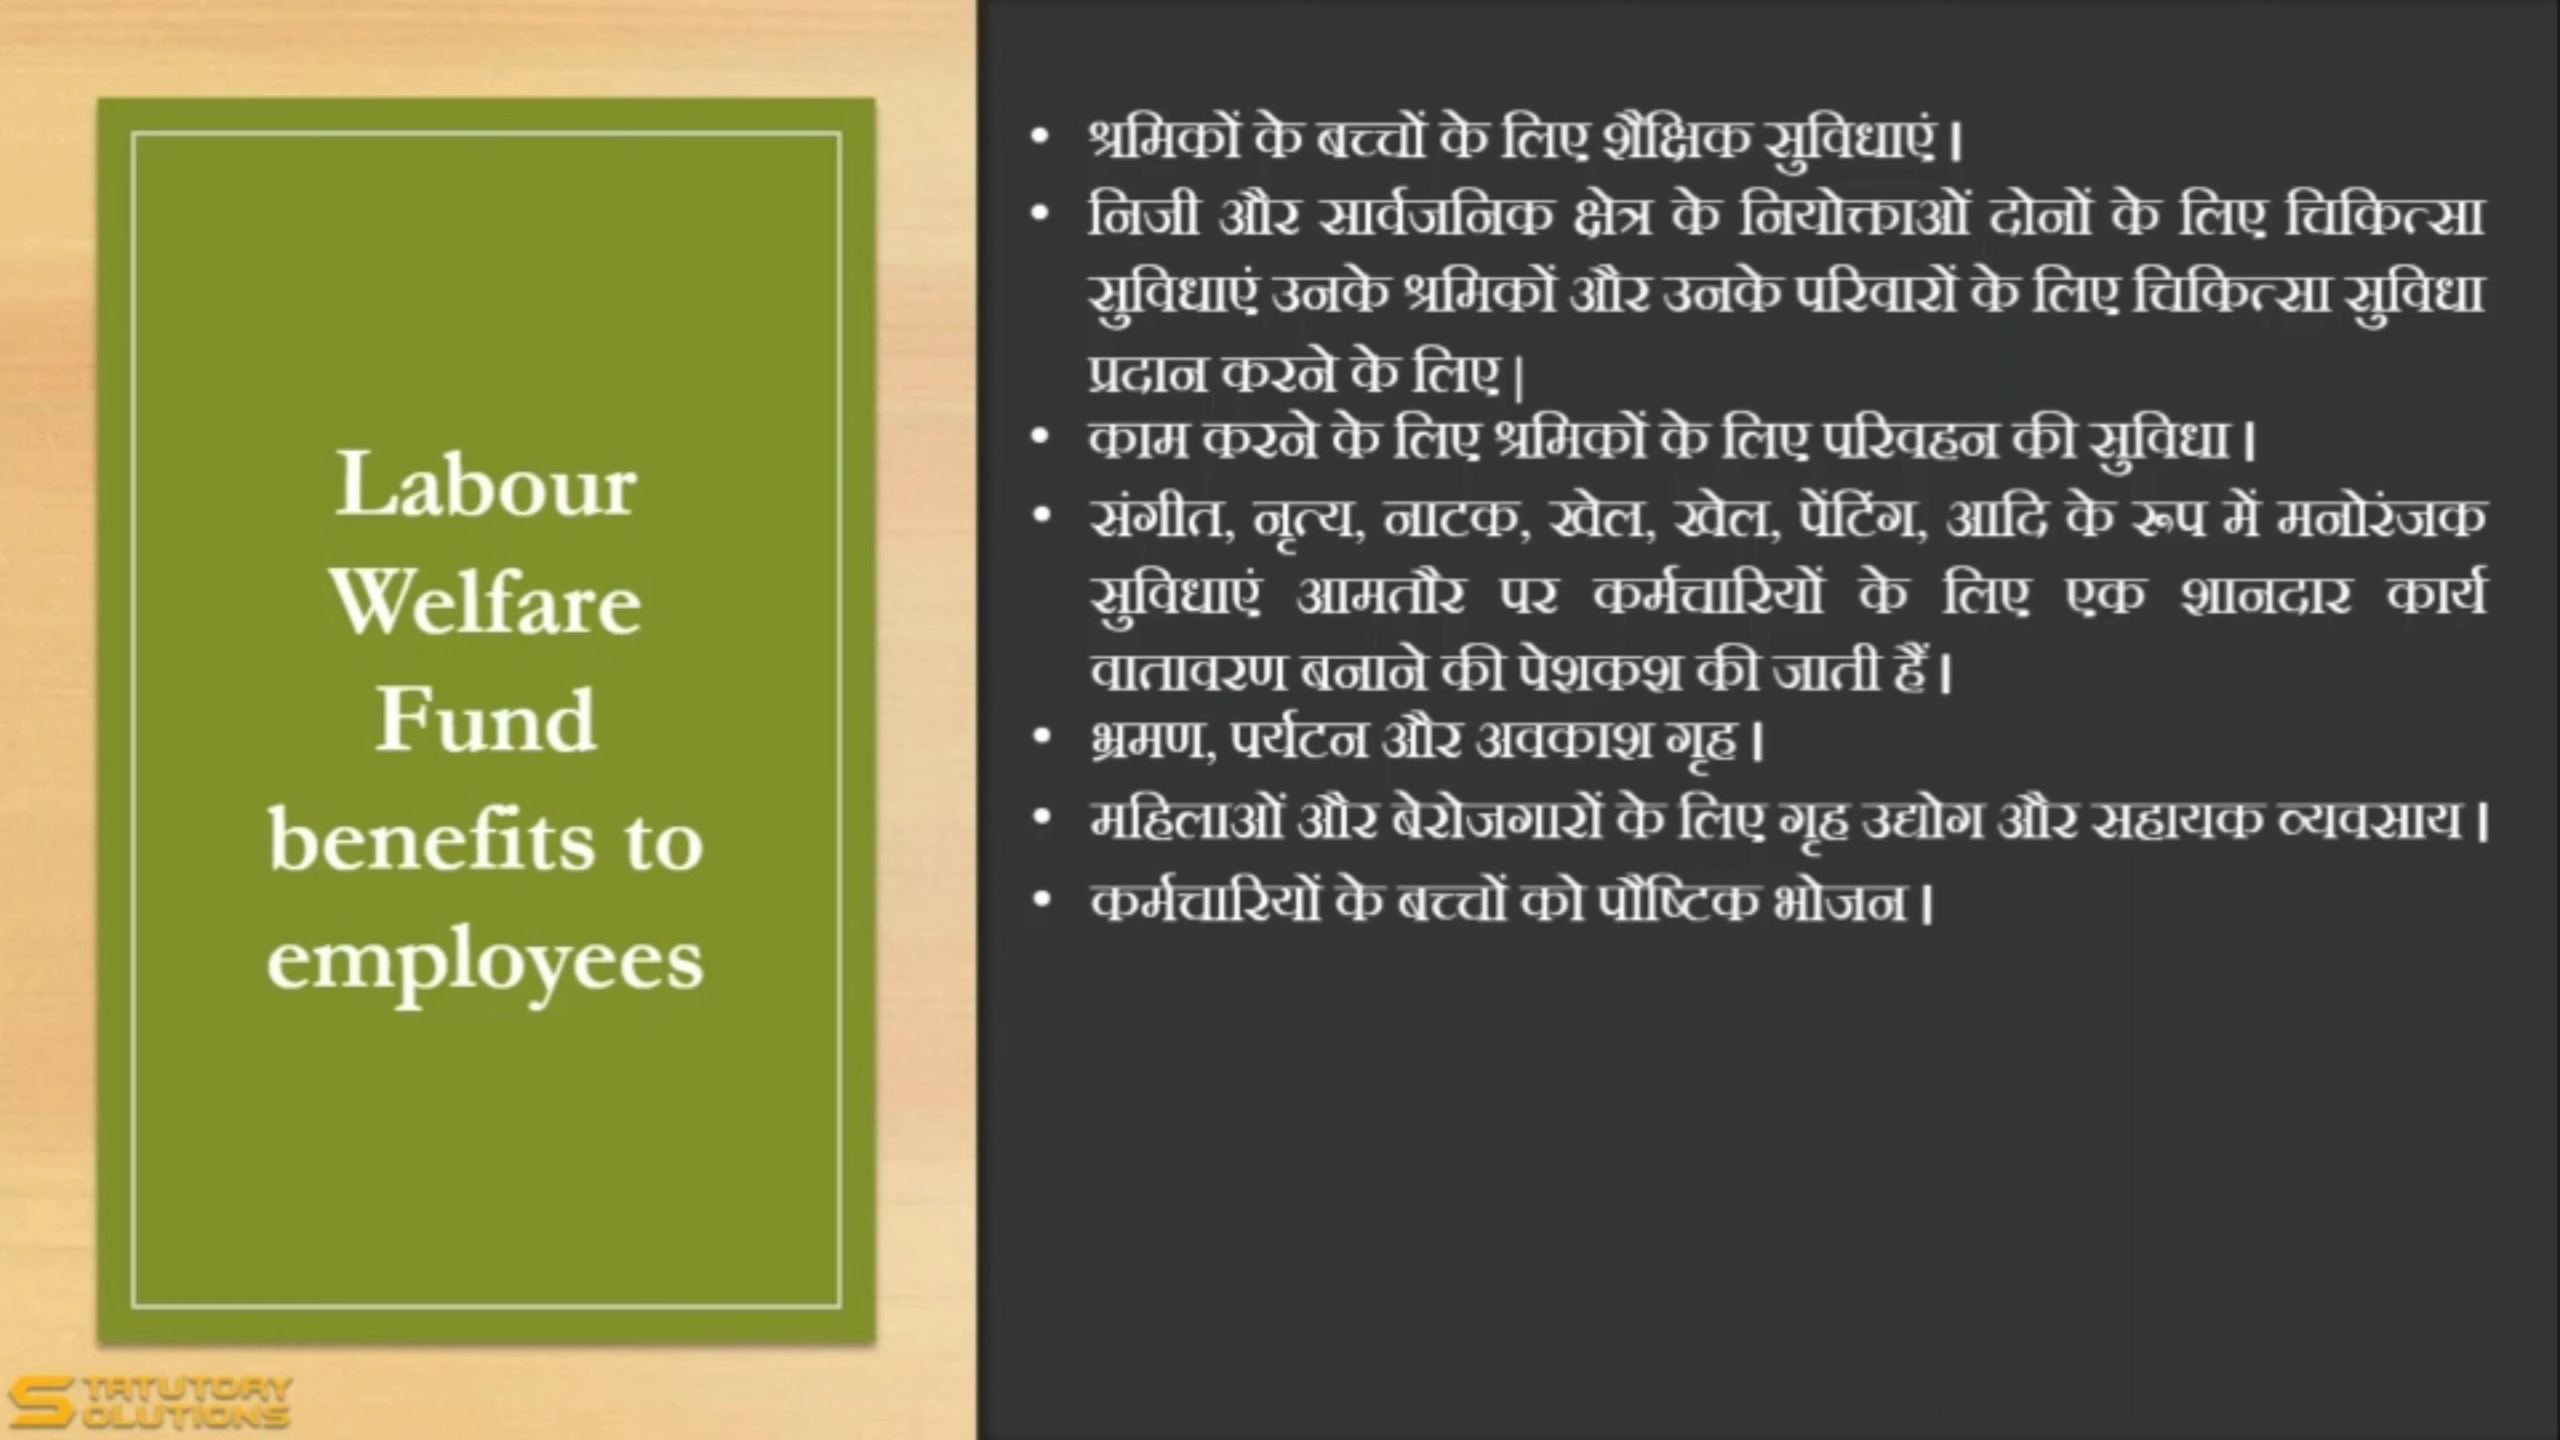 Labour
Welfare
Fund
benefits to
employees
• श्रमिकों के बच्चों के लिए शैक्षिक सुविधाएं।
• निजी और सार्वजनिक क्षेत्र के नियोक्ताओं दोनों के लिए चिकित्सा
सुविधाएं उनके श्रमिकों और उनके परिवारों के लिए चिकित्सा सुविधा
प्रदान करने के लिए|
• काम करने के लिए श्रमिकों के लिए परिवहन की सुविधा।
• संगीत, नृत्य, नाटक, खेल, खेल, पेंटिंग, आदि के रूप में मनोरंजक
सुविधाएं आमतौर पर कर्मचारियों के लिए एक शानदार कार्य
वातावरण बनाने की पेशकश की जाती हैं।
• भ्रमण, पर्यटन और अवकाश गृह।
• महिलाओं और बेरोजगारों के लिए गृह उद्योग और सहायक व्यवसाय।
• कर्मचारियों के बच्चों को पौष्टिक भोजन।
STATUTORY
SOLUTIONS